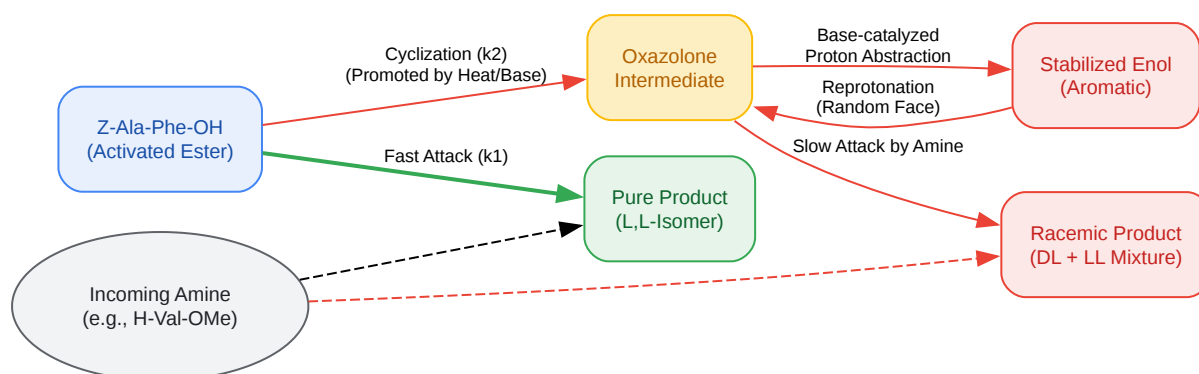 Cyclization (k2)
(Promoted by Heat/Base)
Oxazolone
Intermediate
Base-catalyzed
Proton Abstraction
Stabilized Enol
(Aromatic)
Reprotonation
(Random Face)
Z-Ala-Phe-OH
(Activated Ester)
Fast Attack (k1)
Slow Attack by Amine
Pure Product
(L,L-Isomer)
Racemic Product
(DL + LL Mixture)
Incoming Amine
(e.g., H-Val-OMe)